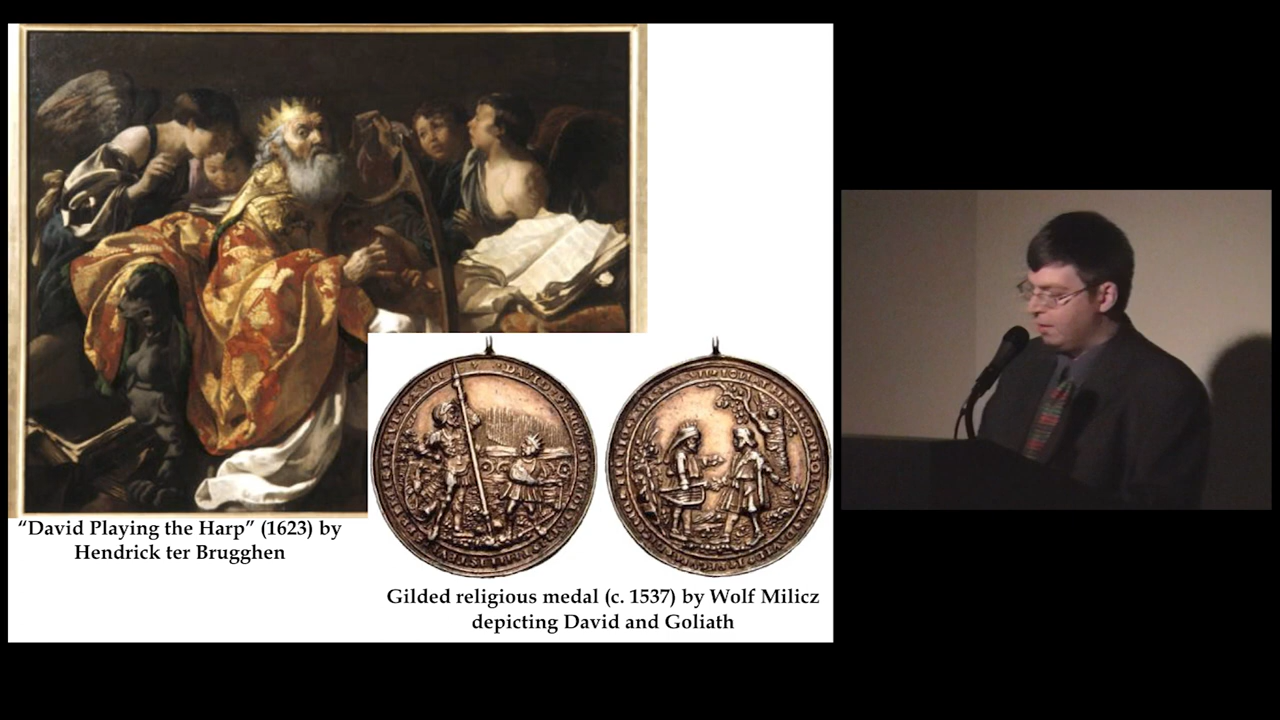 “David Playing the Harp” (1623) by
Hendrick ter Brugghen
Gilded religious medal (c. 1537) by Wolf Milicz
depicting David and Goliath